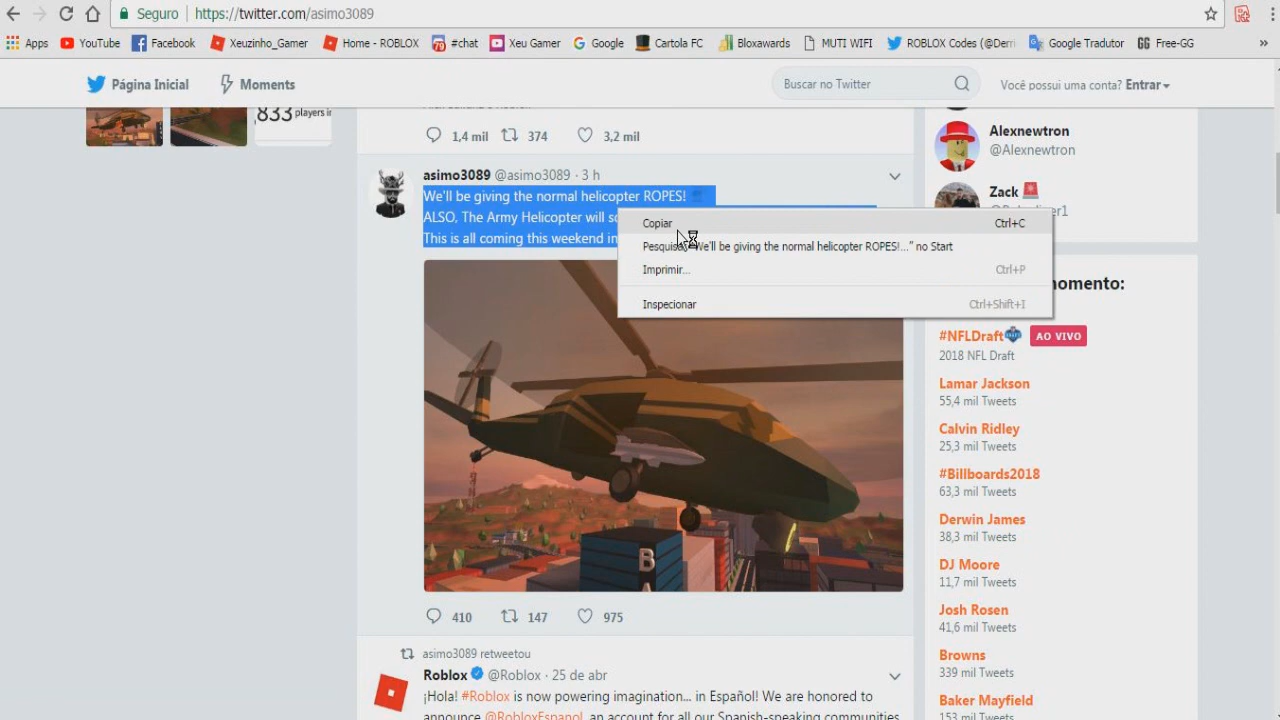 Seguro
https://twitter.com/asimo3089
Apps
YouTube
Facebook
Xeuzinho_Gamer
Home - ROBLOX
79
#chat
Xeu Gamer
Google
Cartola FC
Bloxawards
MUTI WIFI
ROBLOX Codes (@Derri
Google Tradutor
GG Free-GG
»
Página Inicial
Moments
Buscar no Twitter
Você possui uma conta? Entrar
833 players in
1,4 mil 374 3,2 mil
Alexnewtron
@Alexnewtron
Zack
asimo3089 @asimo3089 · 3 h
We'll be giving the normal helicopter ROPES!
ALSO, The Army Helicopter will
This is all coming this weekend in
Copiar Ctrl+C
"We'll be giving the normal helicopter ROPES!..." no Start
Imprimir... Ctrl+P
Inspecionar Ctrl+Shift+I
BA
410 147 975
#NFLDraft AO VIVO
2018 NFL Draft
Lamar Jackson
55,4 mil Tweets
Calvin Ridley
25,3 mil Tweets
#Billboards2018
63,3 mil Tweets
Derwin James
38,3 mil Tweets
DJ Moore
11,7 mil Tweets
Josh Rosen
41,6 mil Tweets
Browns
339 mil Tweets
Baker Mayfield
153 mil Tweets
asimo3089 retweetou
Roblox @Roblox · 25 de abr
¡Hola! #Roblox is now powering imagination... in Español! We are honored to
announce @RobloxEspanol, an account for all our Spanish-speaking communities